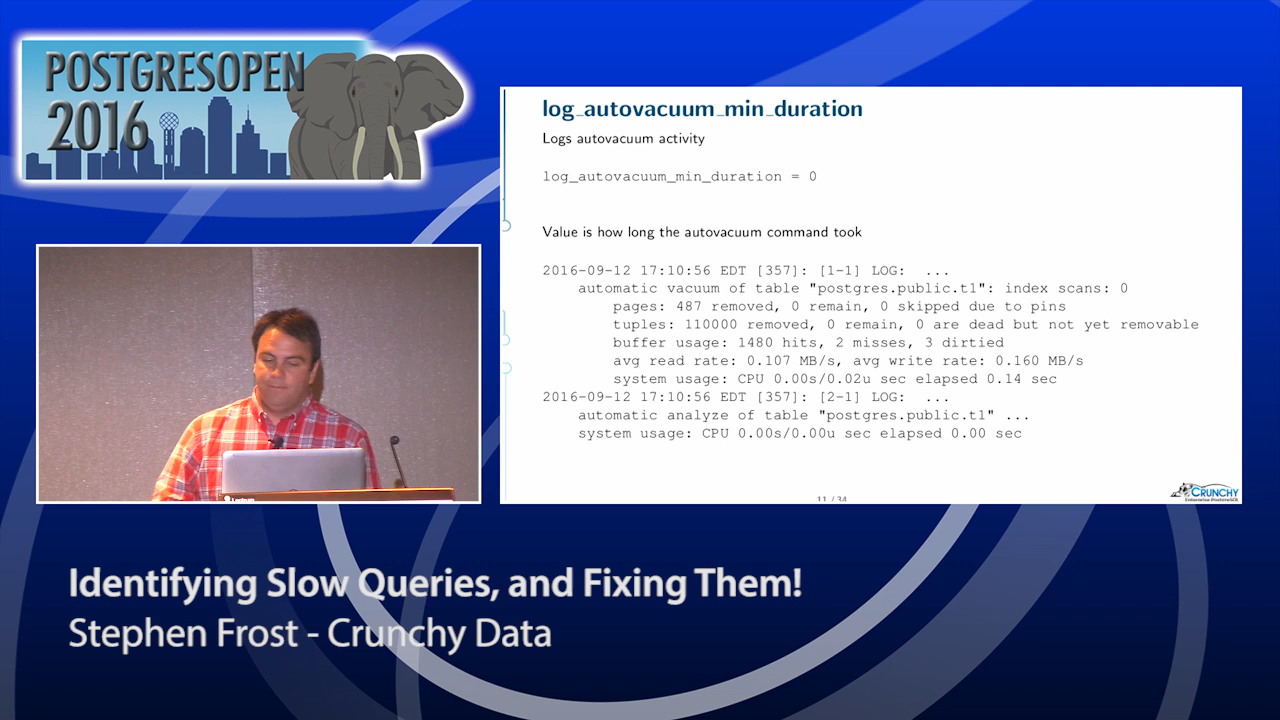 POSTGRESOPEN
2016
log_autovacuum_min_duration
Logs autovacuum activity
log_autovacuum_min_duration = 0
Value is how long the autovacuum command took
2016-09-12 17:10:56 EDT [357]: [1-1] LOG: ...
automatic vacuum of table "postgres.public.t1": index scans: 0
pages: 487 removed, 0 remain, 0 skipped due to pins
tuples: 110000 removed, 0 remain, 0 are dead but not yet removable
buffer usage: 1480 hits, 2 misses, 3 dirtied
avg read rate: 0.107 MB/s, avg write rate: 0.160 MB/s
system usage: CPU 0.00s/0.02u sec elapsed 0.14 sec
2016-09-12 17:10:56 EDT [357]: [2-1] LOG: ...
automatic analyze of table "postgres.public.t1" ...
system usage: CPU 0.00s/0.00u sec elapsed 0.00 sec
11 / 34
CRUNCHY
Identifying Slow Queries, and Fixing Them!
Stephen Frost - Crunchy Data